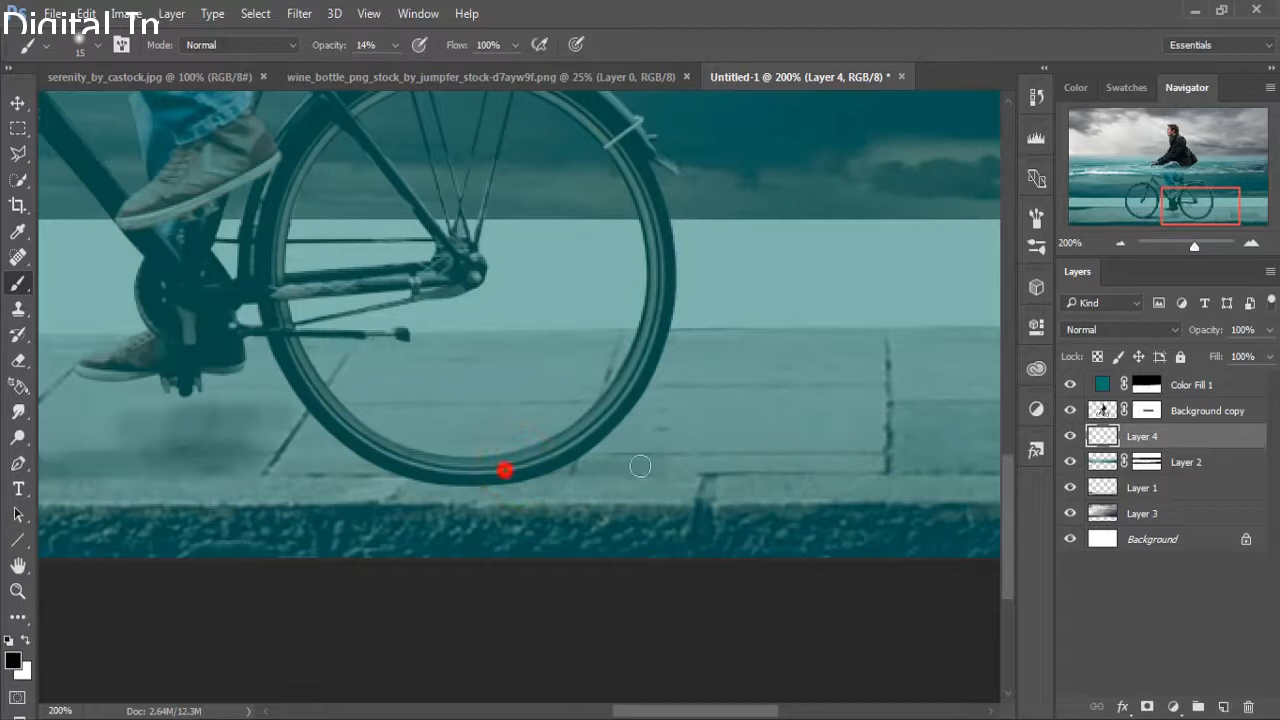 Digital Tm
File Edit Image Layer Type Select Filter 3D View Window Help
15 Mode: Normal Opacity: 14% Flow: 100% Essentials
serenity_by_castock.jpg @ 100% (RGB/8#) × wine_bottle_png_stock_by_jumpfer_stock-d7ayw9f.png @ 25% (Layer 0, RGB/8) × Untitled-1 @ 200% (Layer 4, RGB/8) * ×
Color Swatches Navigator
200%
Layers
Kind
Normal Opacity: 100%
Lock: Fill: 100%
Color Fill 1
Background copy
Layer 4
Layer 2
Layer 1
Layer 3
Background
200% Doc: 2.64M/12.3M